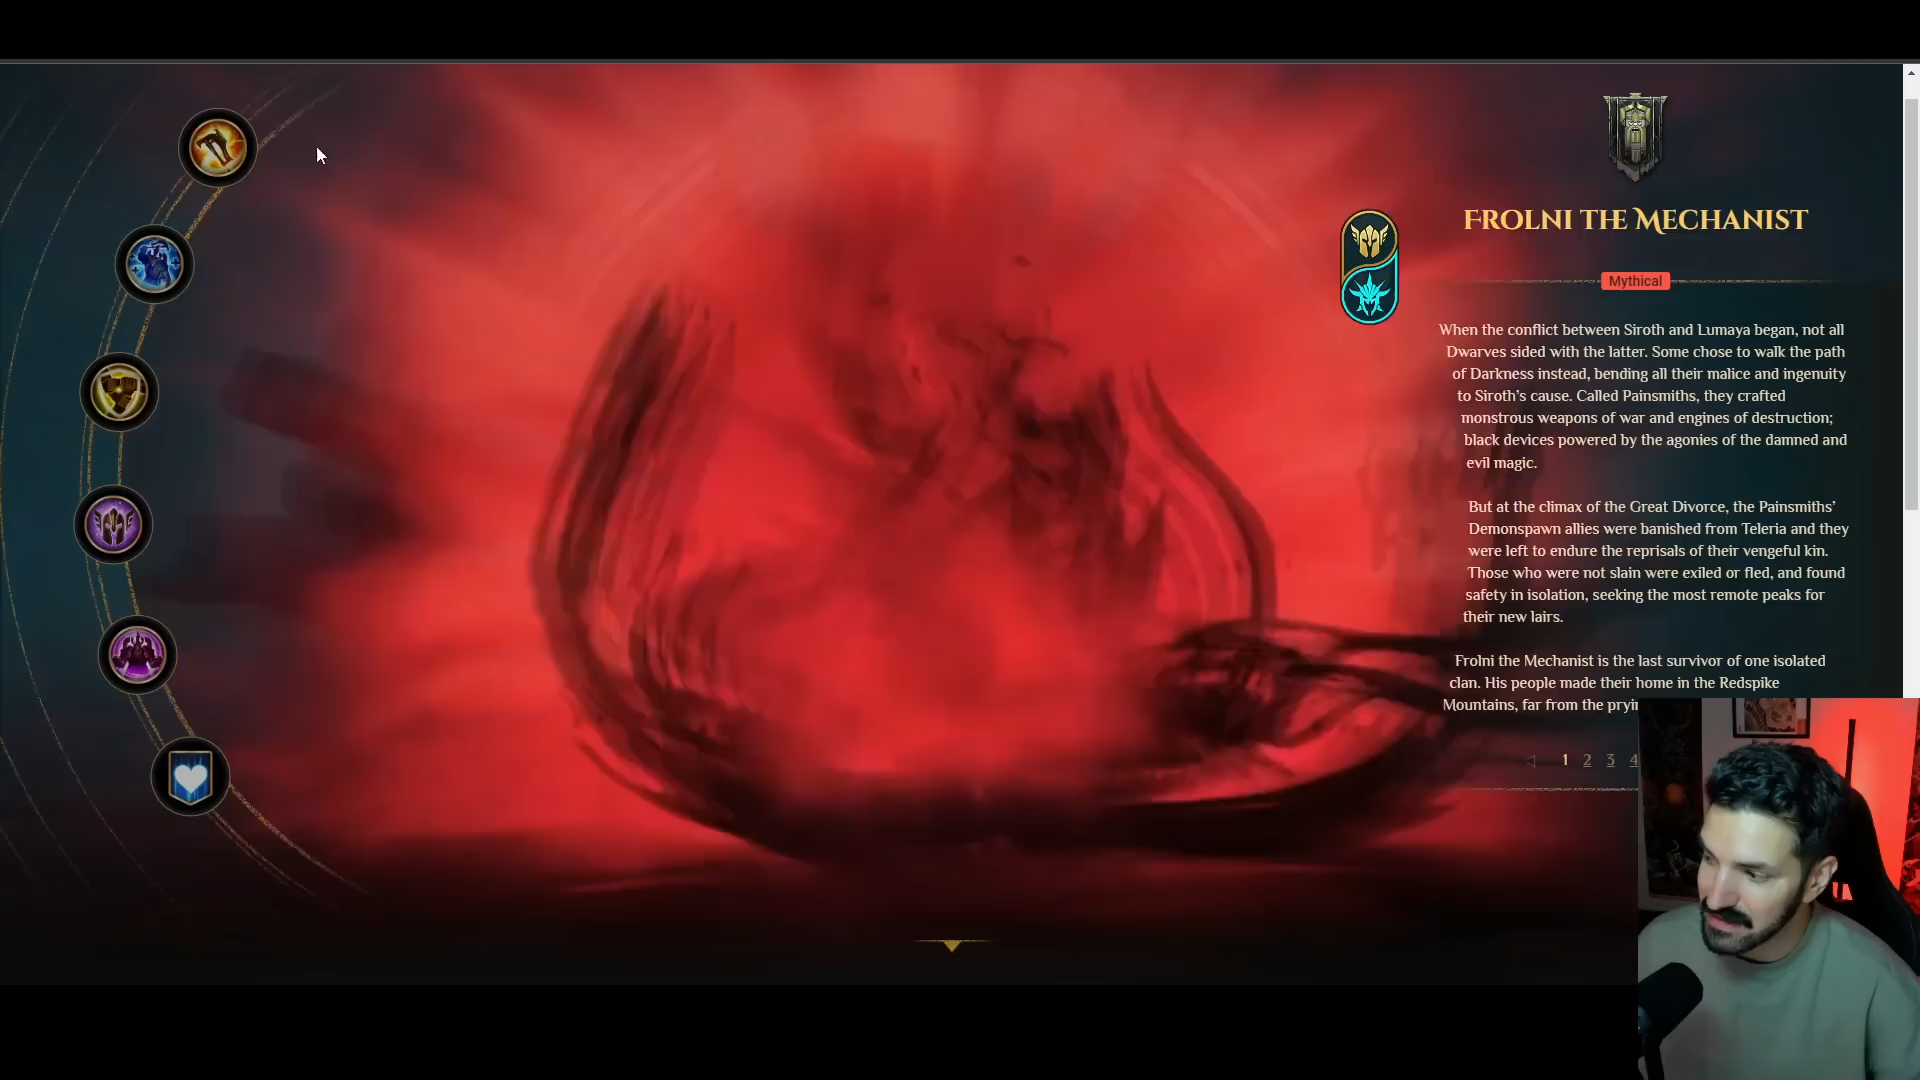 Frolni the Mechanist
Mythical
When the conflict between Siroth and Lumaya began, not all
Dwarves sided with the latter. Some chose to walk the path
of Darkness instead, bending all their malice and ingenuity
to Siroth's cause. Called Painsmiths, they crafted
monstrous weapons of war and engines of destruction;
black devices powered by the agonies of the damned and
evil magic.
But at the climax of the Great Divorce, the Painsmiths'
Demonspawn allies were banished from Teleria and they
were left to endure the reprisals of their vengeful kin.
Those who were not slain were exiled or fled, and found
safety in isolation, seeking the most remote peaks for
their new lairs.
Frolni the Mechanist is the last survivor of one isolated
clan. His people made their home in the Redspike
Mountains, far from the
1 2 3 4